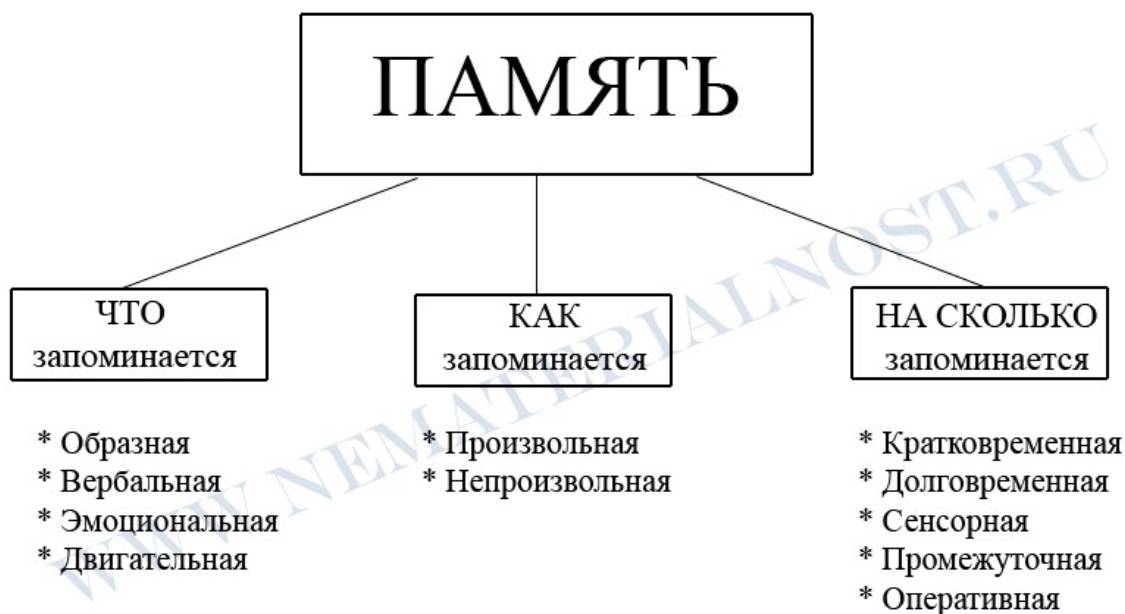 ПАМЯТЬ
ЧТО
запоминается
* Образная
* Вербальная
* Эмоциональная
* Двигательная
КАК
запоминается
* Произвольная
* Непроизвольная
НА СКОЛЬКО
запоминается
* Кратковременная
* Долговременная
* Сенсорная
* Промежуточная
* Оперативная
WWW.NEMATERIALNOST.RU